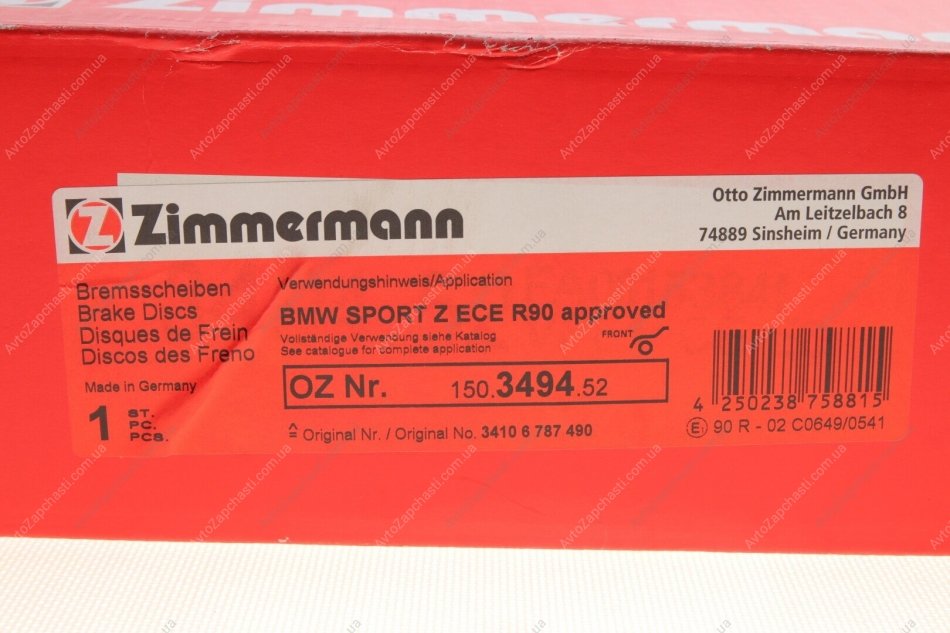 Zimmermann
Z Zimmermann
Otto Zimmermann GmbH
Am Leitzelbach 8
74889 Sinsheim / Germany
Bremsscheiben
Brake Discs
Disques de Frein
Discos des Freno
Made in Germany
1 ST.
PC.
PCS.
Verwendungshinweis/Application
BMW SPORT Z ECE R90 approved
Vollständige Verwendung siehe Katalog
See catalogue for complete application
FRONT
OZ Nr. 150.3494.52
≙ Original Nr. / Original No. 3410 6 787 490
4 250238 758815
E1 90 R - 02 C0649/0541
AvtoZapchasti.com.ua